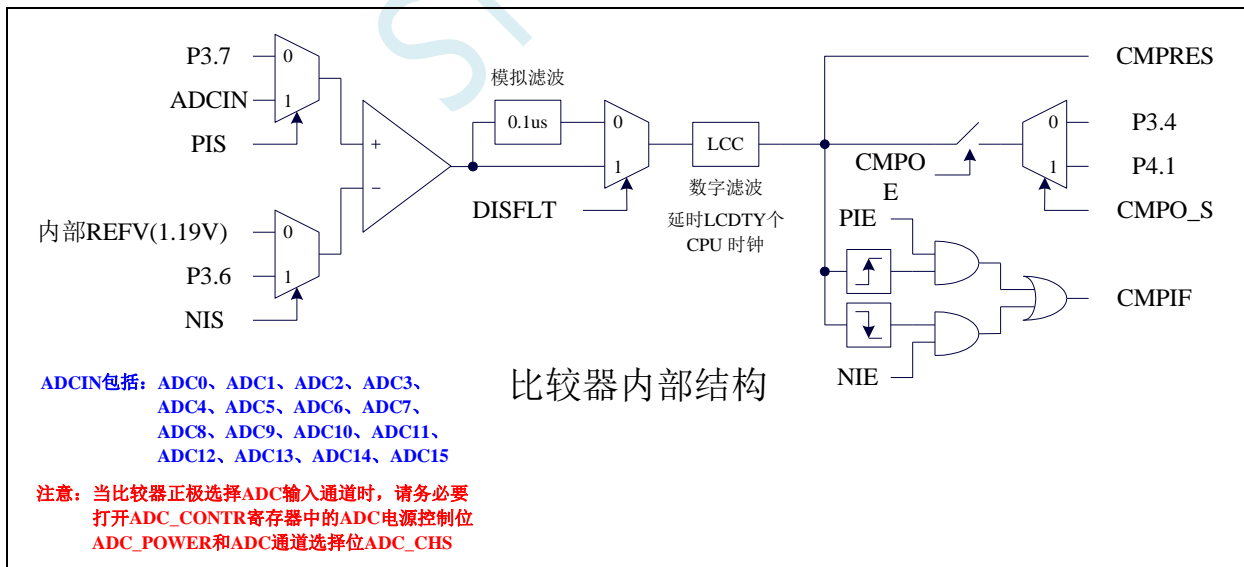 P3.7
0
ADCIN
1
PIS
+
−
内部REFV(1.19V)
0
P3.6
1
NIS
模拟滤波
0.1us
0
1
DISFLT
LCC
数字滤波
延时LCDTY个
CPU 时钟
CMPRES
CMPO
E
0
P3.4
1
P4.1
CMPO_S
PIE
CMPIF
NIE
比较器内部结构
ADCIN包括：ADC0、ADC1、ADC2、ADC3、
ADC4、ADC5、ADC6、ADC7、
ADC8、ADC9、ADC10、ADC11、
ADC12、ADC13、ADC14、ADC15
注意：当比较器正极选择ADC输入通道时，请务必要
打开ADC_CONTR寄存器中的ADC电源控制位
ADC_POWER和ADC通道选择位ADC_CHS